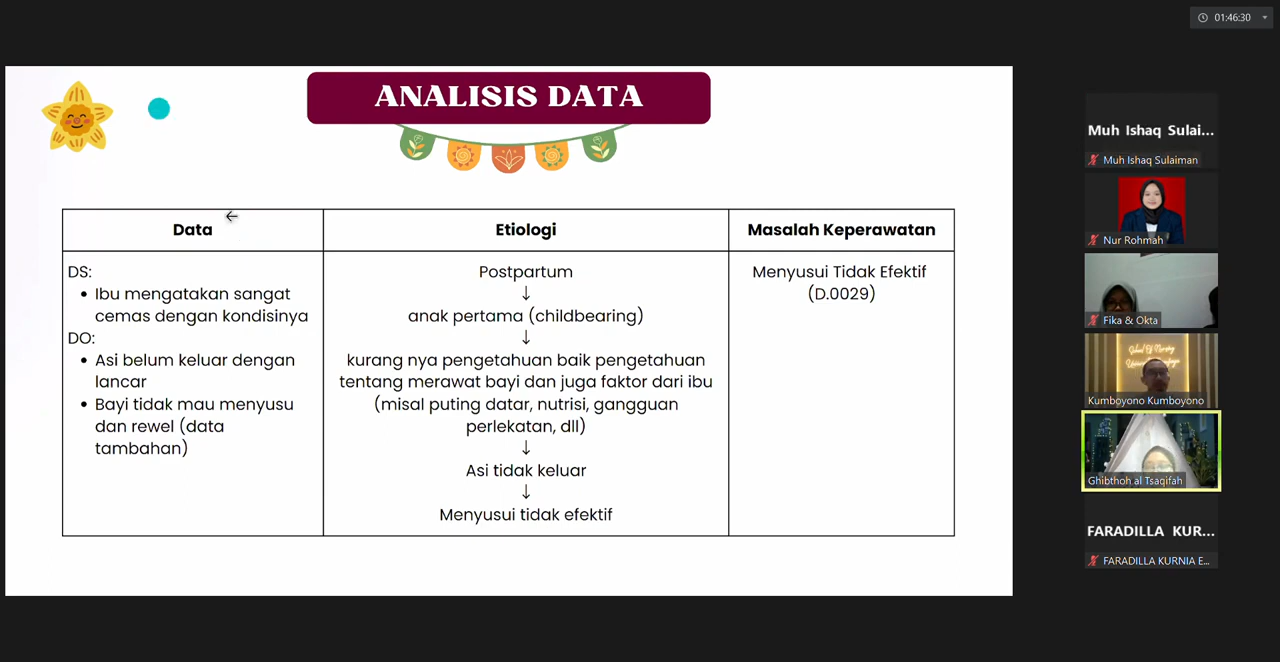 01:46:30
ANALISIS DATA
Data
Etiologi
Masalah Keperawatan
DS:
• Ibu mengatakan sangat
cemas dengan kondisinya
DO:
• Asi belum keluar dengan
lancar
• Bayi tidak mau menyusu
dan rewel (data
tambahan)
Postpartum
↓
anak pertama (childbearing)
↓
kurang nya pengetahuan baik pengetahuan
tentang merawat bayi dan juga faktor dari ibu
(misal puting datar, nutrisi, gangguan
perlekatan, dll)
↓
Asi tidak keluar
↓
Menyusui tidak efektif
Menyusui Tidak Efektif
(D.0029)
Muh Ishaq Sulai...
Muh Ishaq Sulaiman
Nur Rohmah
Fika & Okta
School Of Nursing
Kumboyono Kumboyono
Ghibthoh al Tsaqifah
FARADILLA KUR...
FARADILLA KURNIA E...